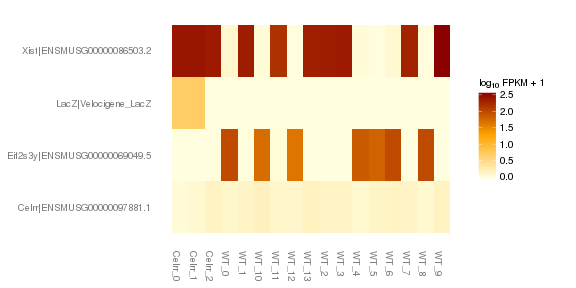 Xist|ENSMUSG00000086503.2
LacZ|Velocigene_LacZ
Eif2s3y|ENSMUSG00000069049.5
Celrr|ENSMUSG00000097881.1
Celrr_0
Celrr_1
Celrr_2
WT_0
WT_1
WT_10
WT_11
WT_12
WT_13
WT_2
WT_3
WT_4
WT_5
WT_6
WT_7
WT_8
WT_9
log10 FPKM + 1
2.5
2.0
1.5
1.0
0.5
0.0